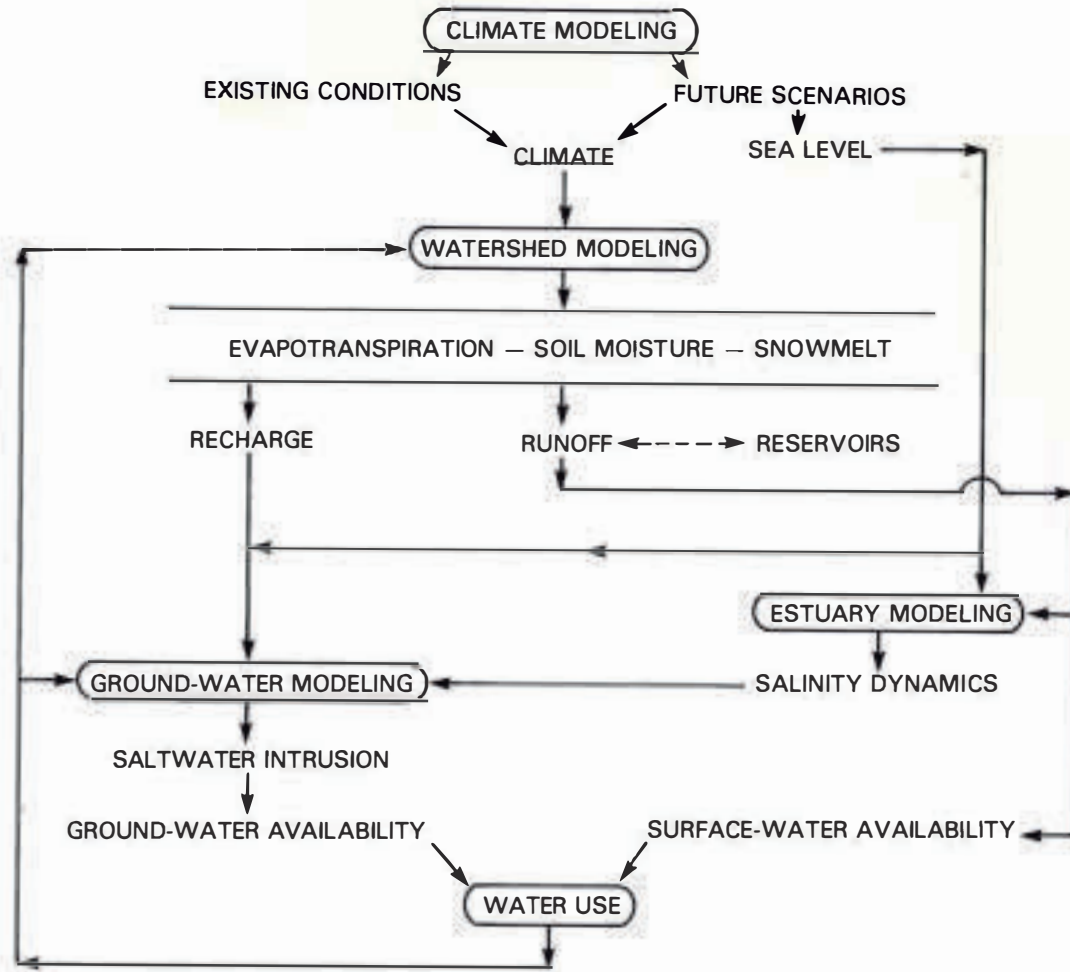 CLIMATE MODELING
EXISTING CONDITIONS
FUTURE SCENARIOS
CLIMATE
SEA LEVEL
WATERSHED MODELING
EVAPOTRANSPIRATION — SOIL MOISTURE — SNOWMELT
RECHARGE
RUNOFF
RESERVOIRS
ESTUARY MODELING
GROUND-WATER MODELING
SALINITY DYNAMICS
SALTWATER INTRUSION
GROUND-WATER AVAILABILITY
SURFACE-WATER AVAILABILITY
WATER USE